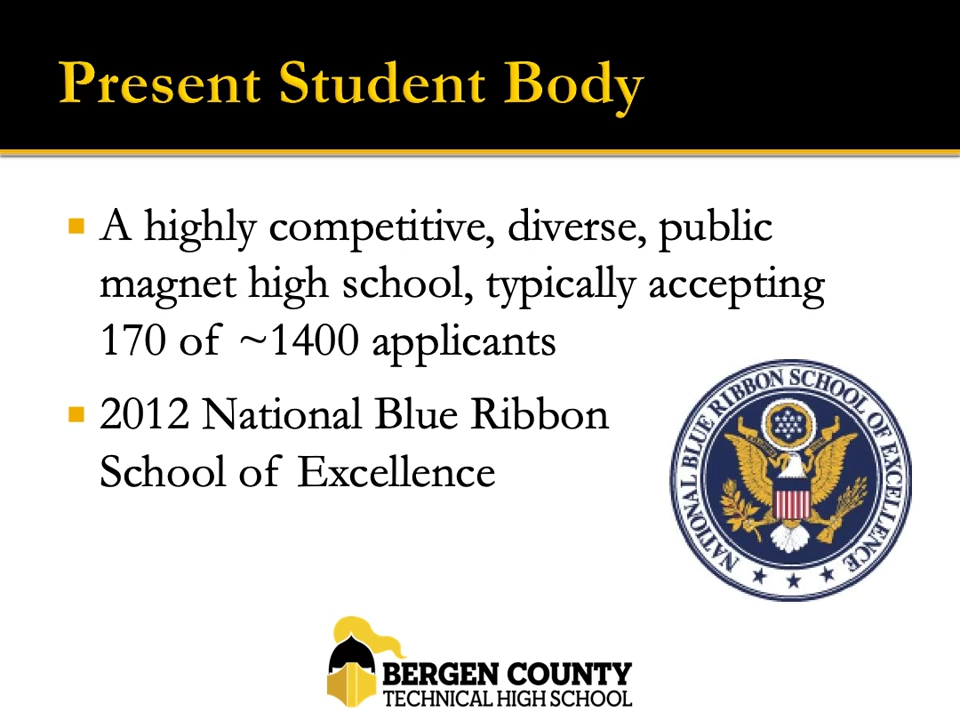 Present Student Body
A highly competitive, diverse, public
magnet high school, typically accepting
170 of ~1400 applicants
2012 National Blue Ribbon
School of Excellence
NATIONAL BLUE RIBBON SCHOOL OF EXCELLENCE
BERGEN COUNTY
TECHNICAL HIGH SCHOOL